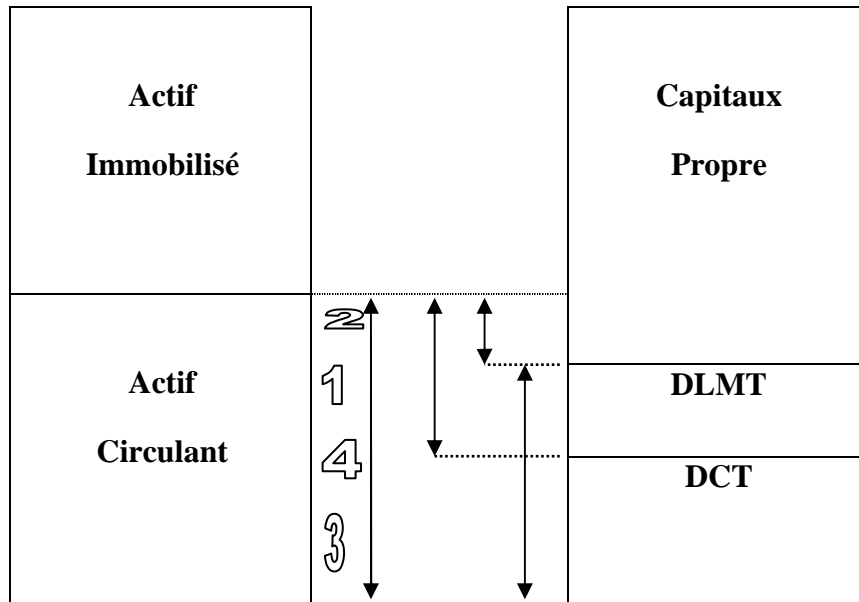 Actif
Immobilisé
Capitaux
Propre
2
1
4
3
Actif
Circulant
DLMT
DCT